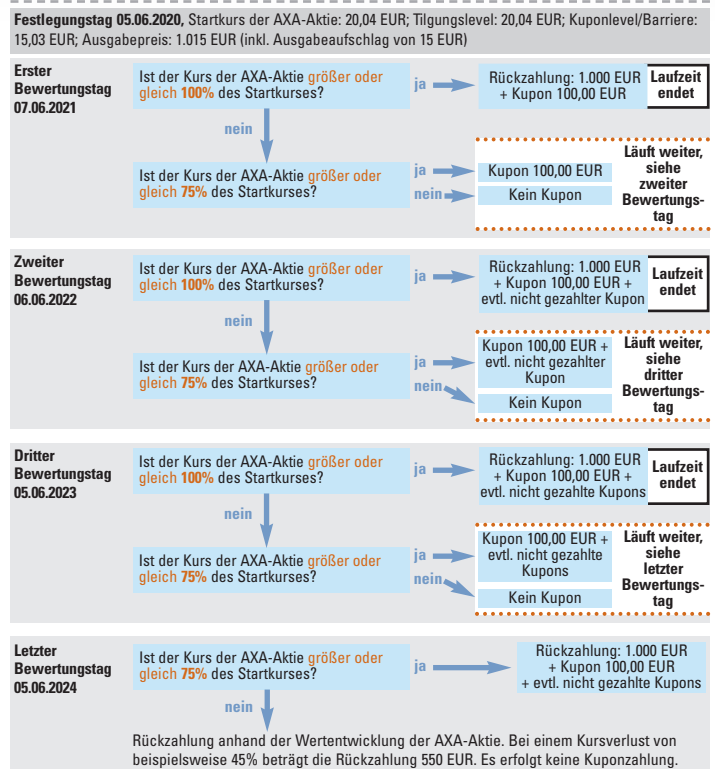 Festlegungstag 05.06.2020, Startkurs der AXA-Aktie: 20,04 EUR; Tilgungslevel: 20,04 EUR; Kuponlevel/Barriere:
15,03 EUR; Ausgabepreis: 1.015 EUR (inkl. Ausgabeaufschlag von 15 EUR)
Erster
Bewertungstag
07.06.2021
Ist der Kurs der AXA-Aktie größer oder
gleich 100% des Startkurses?
ja
Rückzahlung: 1.000 EUR
+ Kupon 100,00 EUR
Laufzeit
endet
nein
Ist der Kurs der AXA-Aktie größer oder
gleich 75% des Startkurses?
ja
Kupon 100,00 EUR
nein
Kein Kupon
Läuft weiter,
siehe
zweiter
Bewertungs-
tag
Zweiter
Bewertungstag
06.06.2022
Ist der Kurs der AXA-Aktie größer oder
gleich 100% des Startkurses?
ja
Rückzahlung: 1.000 EUR
+ Kupon 100,00 EUR +
evtl. nicht gezahlter Kupon
Laufzeit
endet
nein
Ist der Kurs der AXA-Aktie größer oder
gleich 75% des Startkurses?
ja
Kupon 100,00 EUR +
evtl. nicht gezahlter
Kupon
nein
Kein Kupon
Läuft weiter,
siehe
dritter
Bewertungs-
tag
Dritter
Bewertungstag
05.06.2023
Ist der Kurs der AXA-Aktie größer oder
gleich 100% des Startkurses?
ja
Rückzahlung: 1.000 EUR
+ Kupon 100,00 EUR +
evtl. nicht gezahlte Kupons
Laufzeit
endet
nein
Ist der Kurs der AXA-Aktie größer oder
gleich 75% des Startkurses?
ja
Kupon 100,00 EUR +
evtl. nicht gezahlte
Kupons
nein
Kein Kupon
Läuft weiter,
siehe
letzter
Bewertungs-
tag
Letzter
Bewertungstag
05.06.2024
Ist der Kurs der AXA-Aktie größer oder
gleich 75% des Startkurses?
ja
Rückzahlung: 1.000 EUR
+ Kupon 100,00 EUR
+ evtl. nicht gezahlte Kupons
nein
Rückzahlung anhand der Wertentwicklung der AXA-Aktie. Bei einem Kursverlust von
beispielsweise 45% beträgt die Rückzahlung 550 EUR. Es erfolgt keine Kuponzahlung.